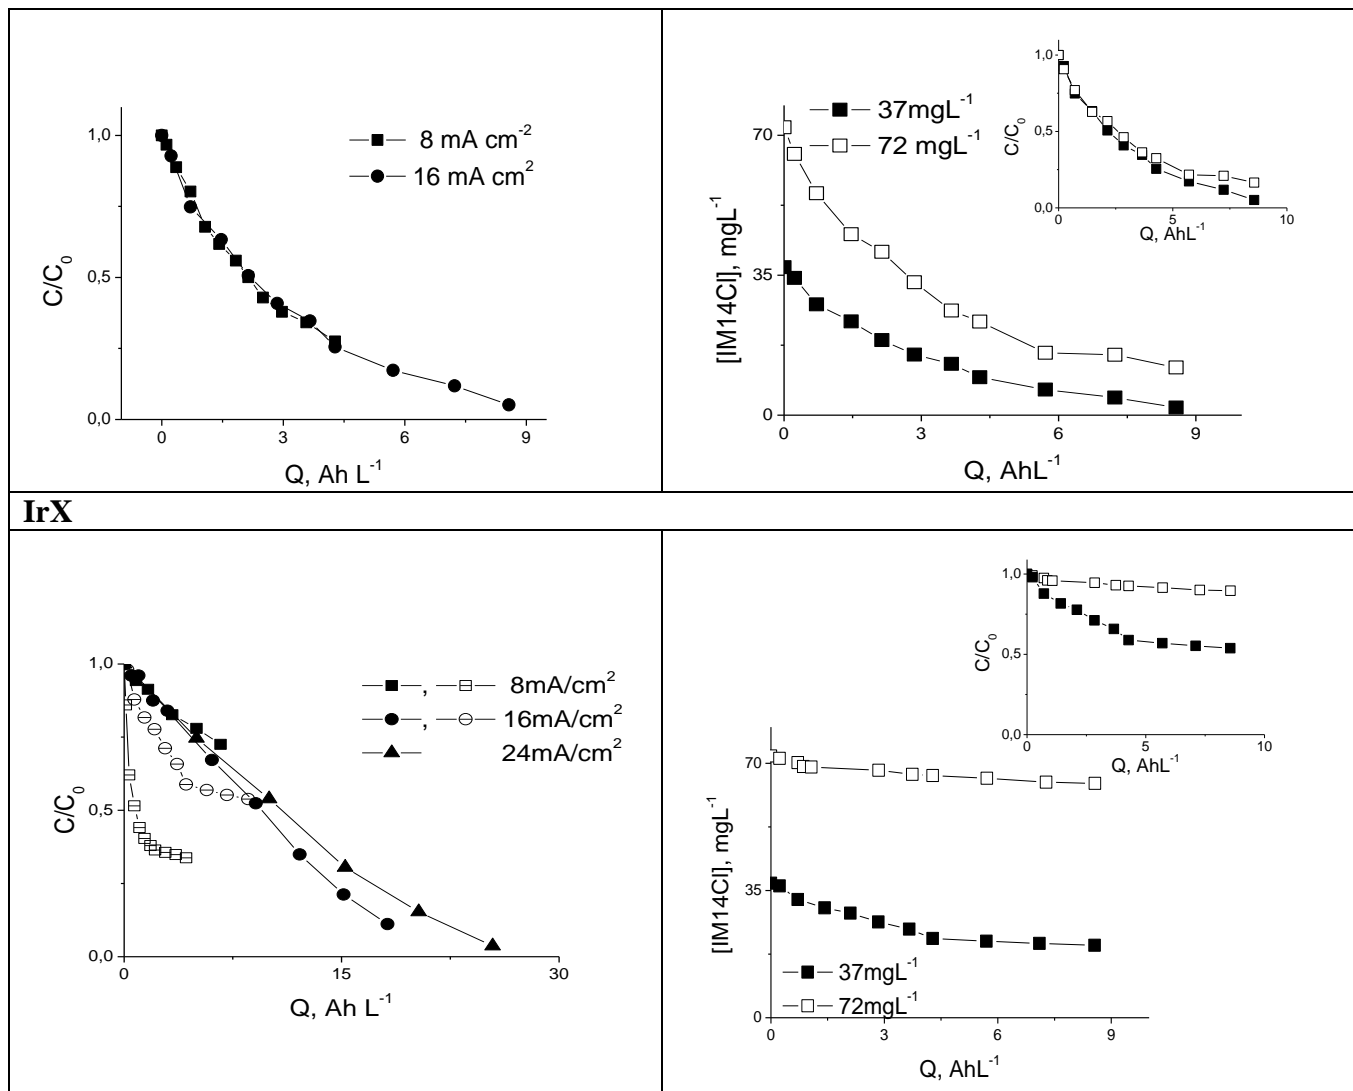 1,0
0,5
0,0
C/C₀
0
3
6
9
Q, Ah L⁻¹
8 mA cm⁻²
16 mA cm²
70
35
0
[IM14Cl], mgL⁻¹
0
3
6
9
Q, AhL⁻¹
37mgL⁻¹
72 mgL⁻¹
1,0
0,5
0,0
C/C₀
0
5
10
Q, AhL⁻¹
IrX
1,0
0,5
0,0
C/C₀
0
15
30
Q, Ah L⁻¹
, 8mA/cm²
, 16mA/cm²
24mA/cm²
1,0
0,5
0,0
C/C₀
0
5
10
Q, AhL⁻¹
70
35
0
[IM14Cl], mgL⁻¹
37mgL⁻¹
72mgL⁻¹
0
3
6
9
Q, AhL⁻¹